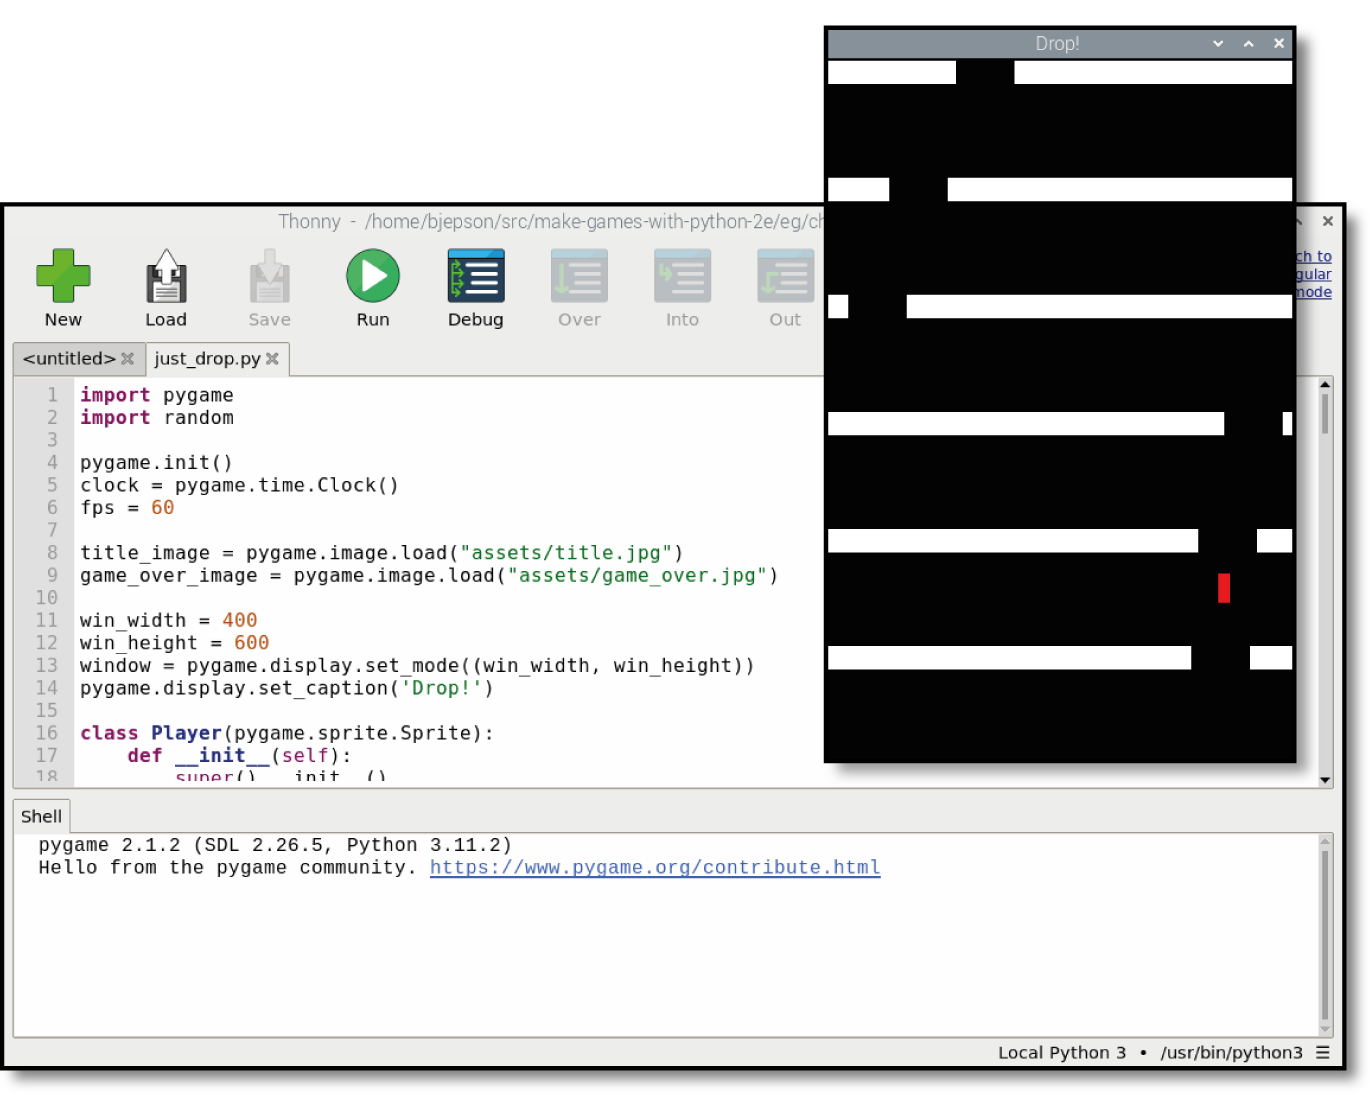 Drop!
Thonny - /home/bjepson/src/make-games-with-python-2e/eg/ch
ch to
gular
mode
New
Load
Save
Run
Debug
Over
Into
Out
<untitled>
just_drop.py
1 import pygame
2 import random
3
4 pygame.init()
5 clock = pygame.time.Clock()
6 fps = 60
7
8 title_image = pygame.image.load("assets/title.jpg")
9 game_over_image = pygame.image.load("assets/game_over.jpg")
10
11 win_width = 400
12 win_height = 600
13 window = pygame.display.set_mode((win_width, win_height))
14 pygame.display.set_caption('Drop!')
15
16 class Player(pygame.sprite.Sprite):
17 def __init__(self):
18 super().__init__()
Shell
pygame 2.1.2 (SDL 2.26.5, Python 3.11.2)
Hello from the pygame community. https://www.pygame.org/contribute.html
Local Python 3 • /usr/bin/python3 ☰